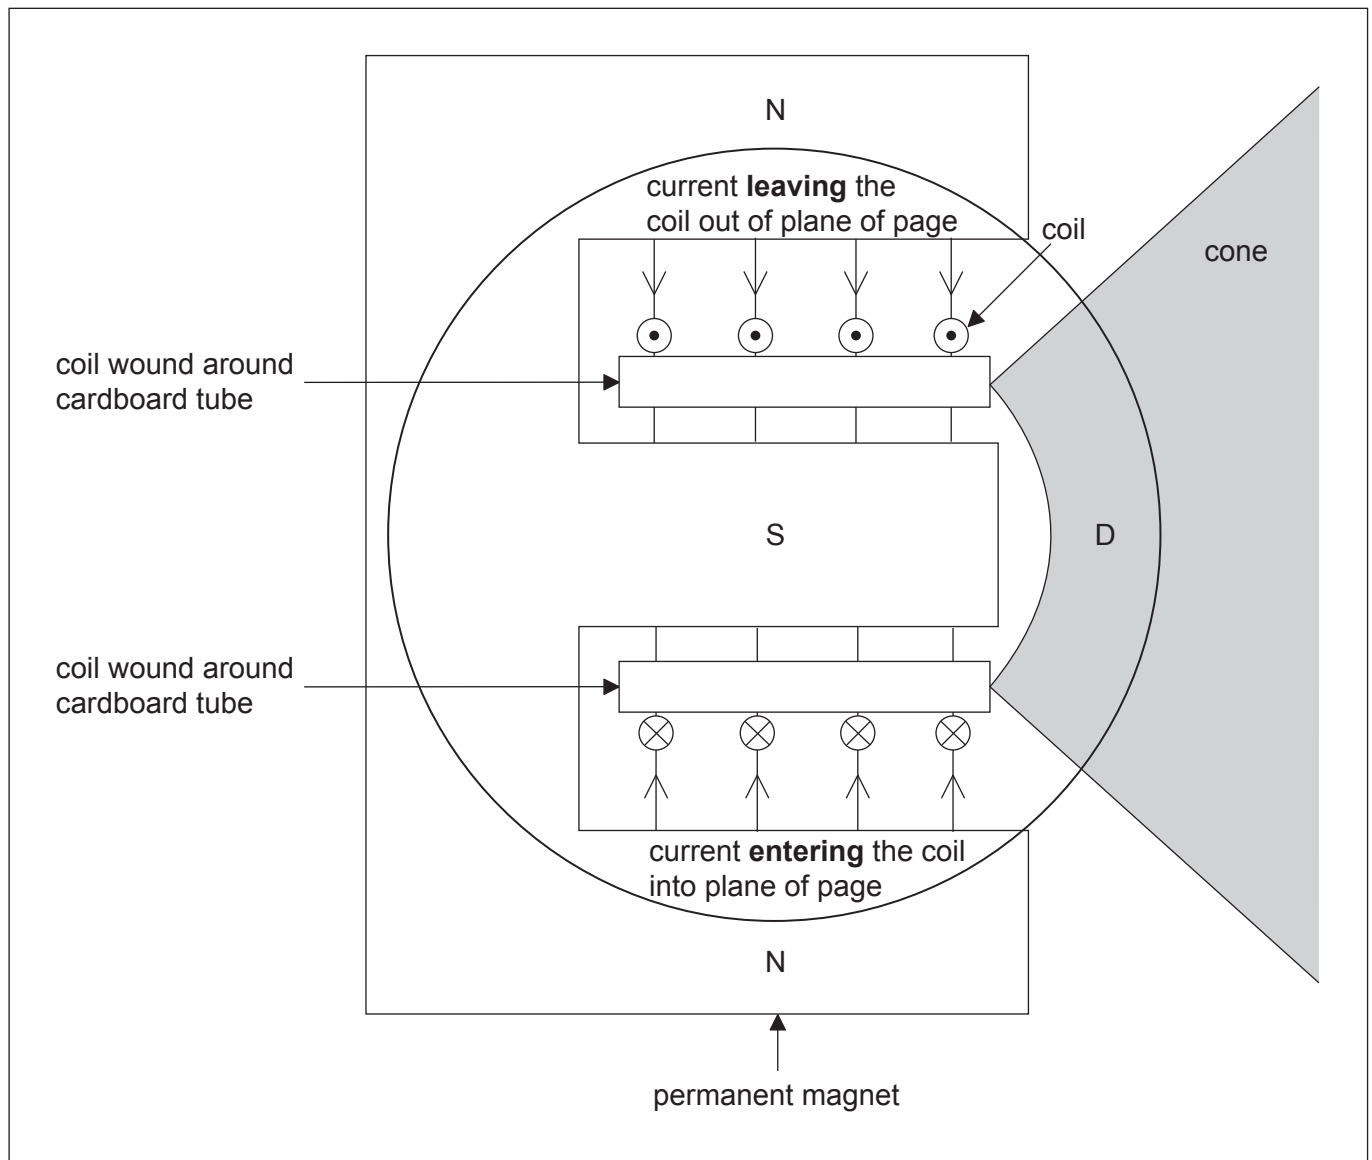 N
current leaving the
coil out of plane of page
coil
cone
coil wound around
cardboard tube
S
D
coil wound around
cardboard tube
current entering the coil
into plane of page
N
permanent magnet